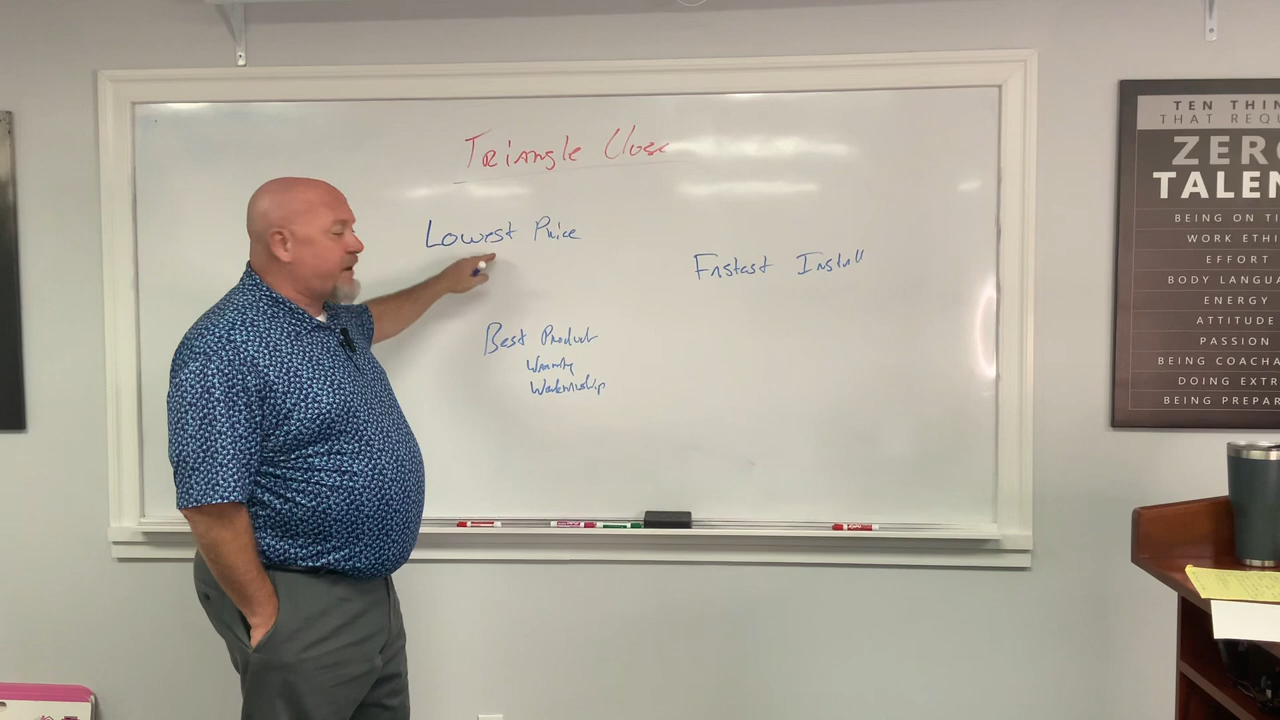 Triangle Close
Lowest Price
Fastest Install
Best Product
Warranty
Workmanship
TEN THIN
THAT REQU
ZERO
TALEN
BEING ON TI
WORK ETHI
EFFORT
BODY LANGUA
ENERGY
ATTITUDE
PASSION
BEING COACHA
DOING EXTR
BEING PREPAR